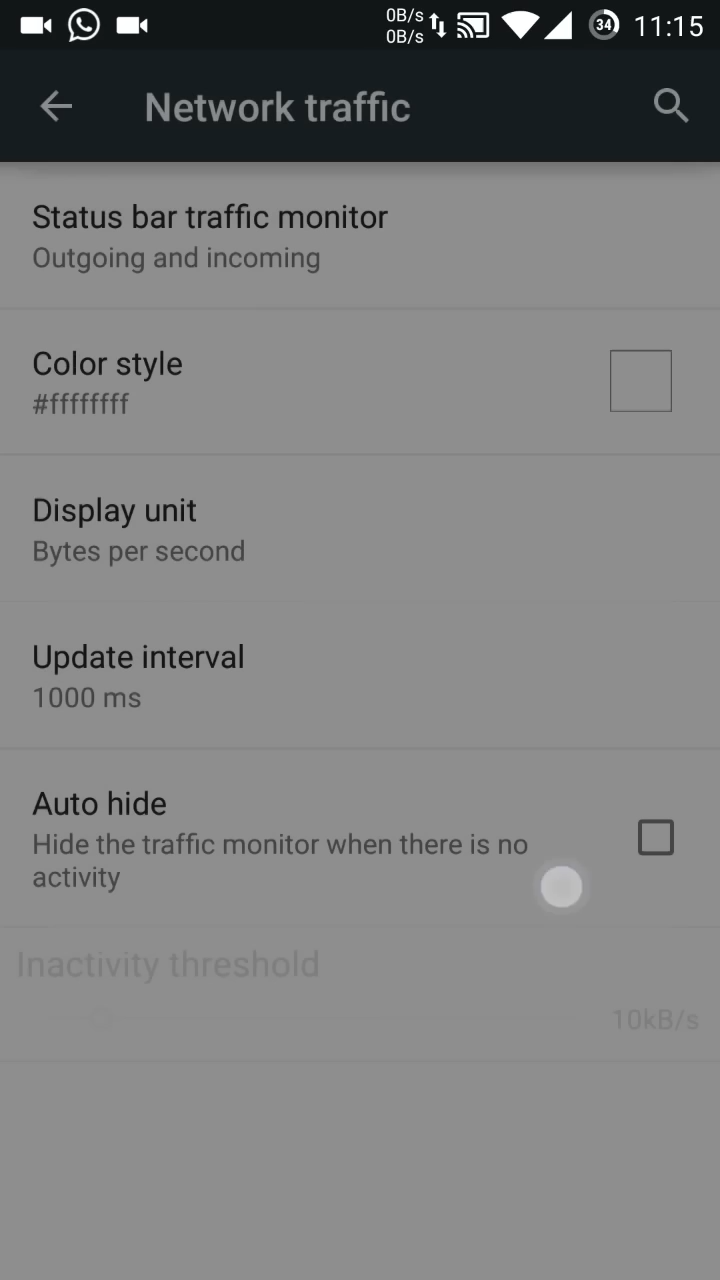 0B/s
0B/s
34
11:15
Network traffic
Status bar traffic monitor
Outgoing and incoming
Color style
#ffffffff
Display unit
Bytes per second
Update interval
1000 ms
Auto hide
Hide the traffic monitor when there is no
activity
Inactivity threshold
10kB/s